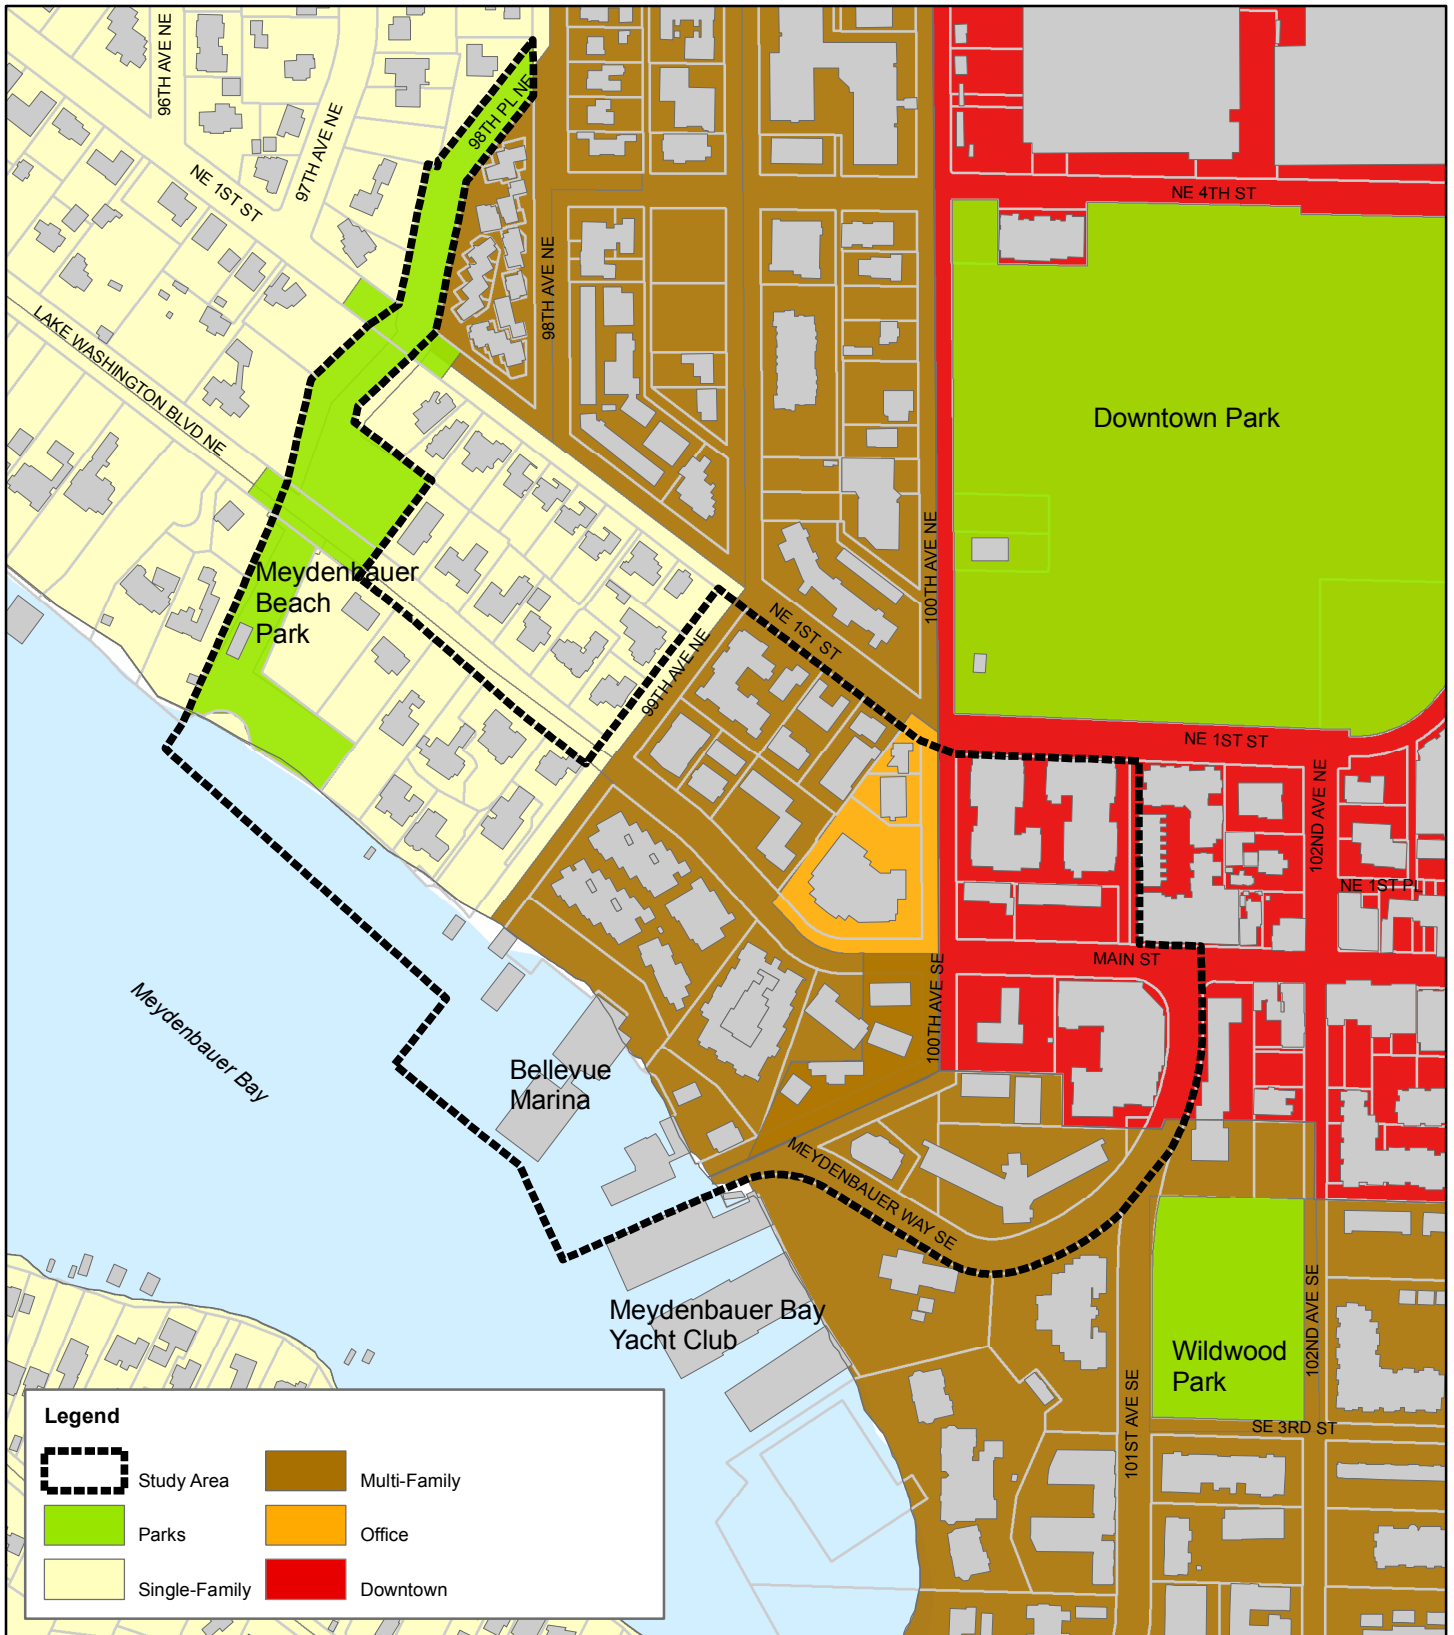 96TH AVE NE
97TH AVE NE
98TH PL NE
NE 1ST ST
LAKE WASHINGTON BLVD NE
98TH AVE NE
NE 4TH ST
Downtown Park
100TH AVE NE
Meydenbauer
Beach
Park
99TH AVE NE
NE 1ST ST
NE 1ST ST
102ND AVE NE
NE 1ST PL
MAIN ST
100TH AVE SE
Meydenbauer Bay
Bellevue
Marina
MEYDENBAUER WAY SE
Meydenbauer Bay
Yacht Club
Wildwood
Park
102ND AVE SE
101ST AVE SE
SE 3RD ST
Legend
Study Area
Multi-Family
Parks
Office
Single-Family
Downtown